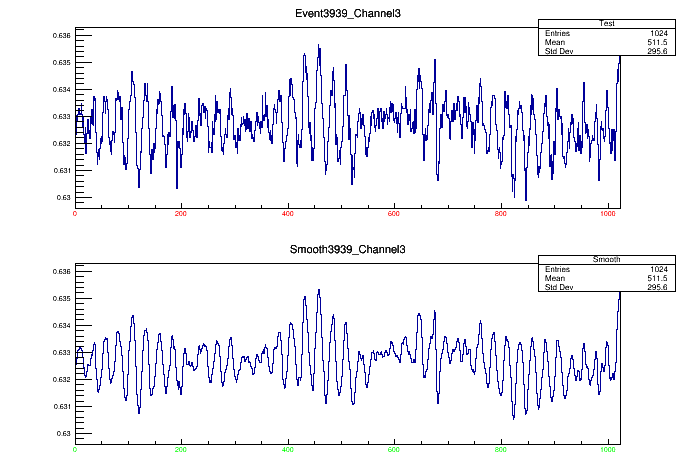 Event3939_Channel3
Test
Entries 1024
Mean 511.5
Std Dev 295.6
0.636
0.635
0.634
0.633
0.632
0.631
0.63
0 200 400 600 800 1000
Smooth3939_Channel3
Smooth
Entries 1024
Mean 511.5
Std Dev 295.6
0.636
0.635
0.634
0.633
0.632
0.631
0.63
0 200 400 600 800 1000